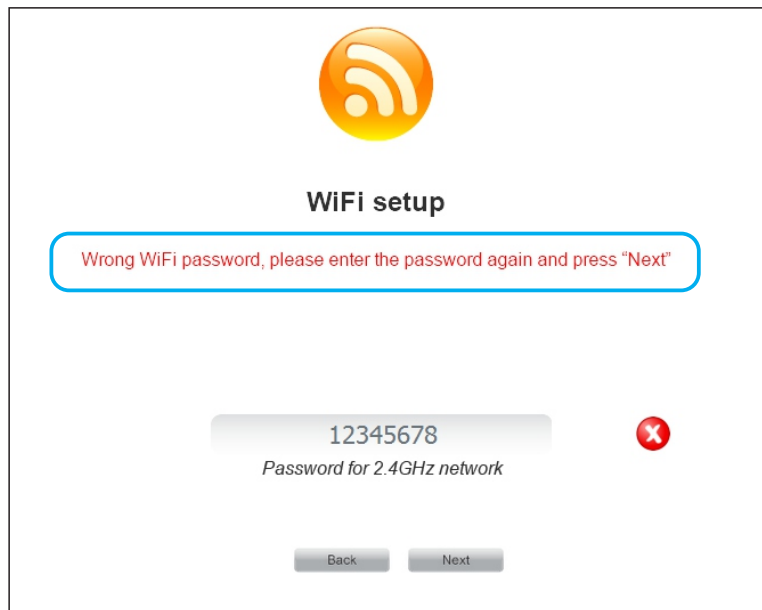 WiFi setup
Wrong WiFi password, please enter the password again and press “Next”
12345678
Password for 2.4GHz network
Back
Next